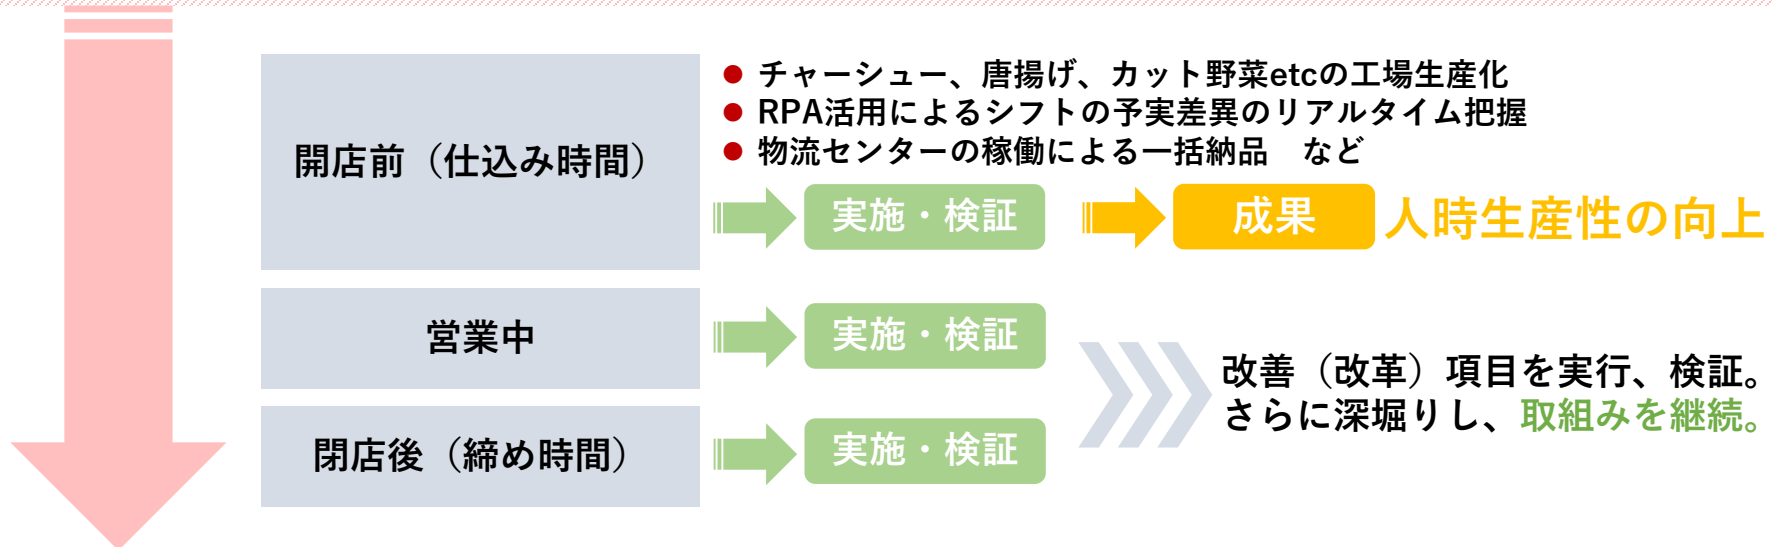 開店前（仕込み時間）
● チャーシュー、唐揚げ、カット野菜etcの工場生産化
● RPA活用によるシフトの予実差異のリアルタイム把握
● 物流センターの稼働による一括納品　など
実施・検証
成果
人時生産性の向上
営業中
実施・検証
閉店後（締め時間）
実施・検証
改善（改革）項目を実行、検証。
さらに深堀りし、取組みを継続。